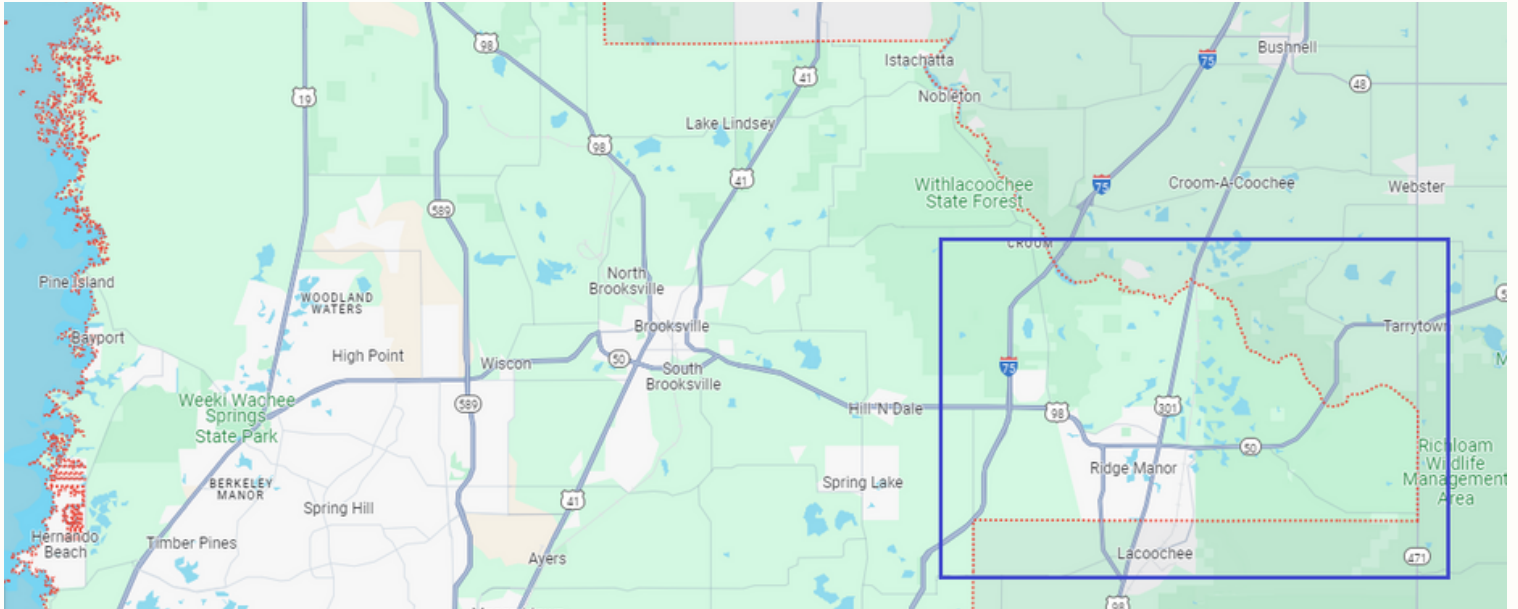 98
Istachatta
Bushnell
75
41
48
19
Nobleton
Lake Lindsey
98
41
75
Croom-A-Coochee
Webster
Withlacoochee
State Forest
589
CROOM
North
Brooksville
Pine Island
WOODLAND
WATERS
Brooksville
Tarrytown
Bayport
High Point
Wiscon
50
South
Brooksville
75
Weeki Wachee
Springs
State Park
589
Hill 'N Dale
98
301
50
Richloam
Wildlife
Management
Area
Ridge Manor
BERKELEY
MANOR
Spring Lake
41
Spring Hill
Hernando
Beach
Timber Pines
Ayers
Lacoochee
471
98